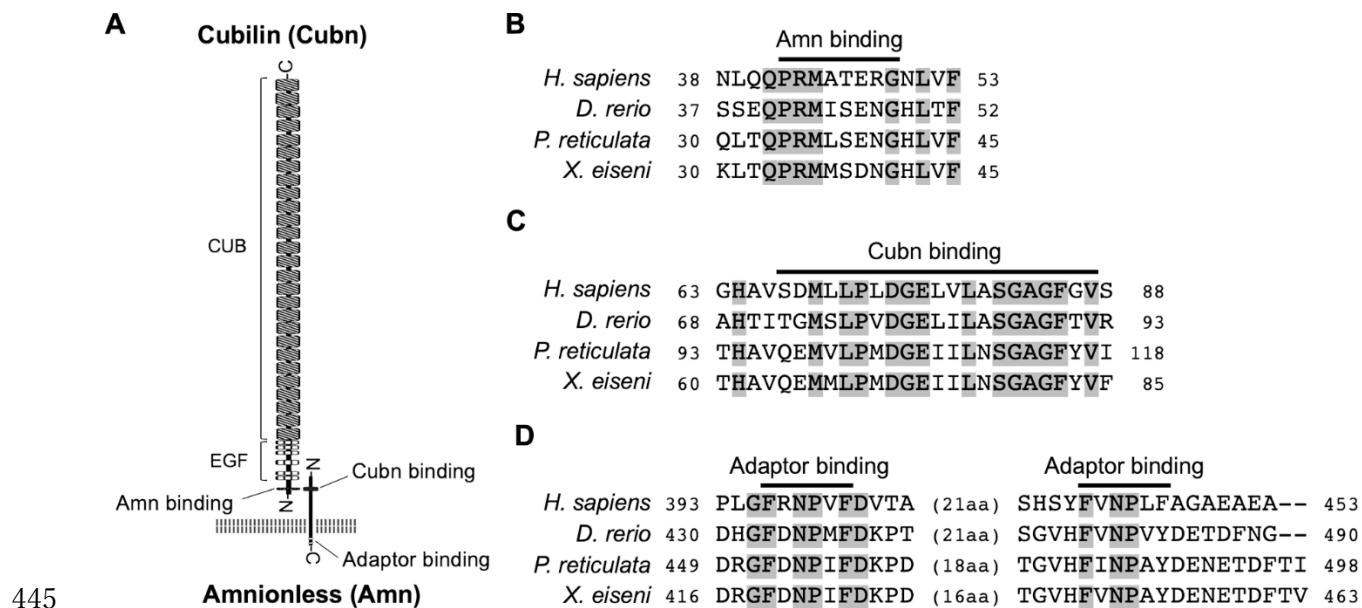 A
Cubilin (Cubn)
C
CUB
EGF
N
N
Cubn binding
Amn binding
Adaptor binding
C
Amnionless (Amn)
445
B
Amn binding
H. sapiens 38 NLQQPRMATERGNLVF 53
D. rerio 37 SSEQPRMISENGHLTF 52
P. reticulata 30 QLTQPRMLSENGHLVF 45
X. eiseni 30 KLTQPRMMSDNGHLVF 45
C
Cubn binding
H. sapiens 63 GHAVSDMLLPLDGELVLASGAGFGVS 88
D. rerio 68 AHTITGMSLPVDGELILASGAGFTVR 93
P. reticulata 93 THAVQEMVLPMDGEIILNSGAGFYVI 118
X. eiseni 60 THAVQEMMLPMDGEIILNSGAGFYVF 85
D
Adaptor binding Adaptor binding
H. sapiens 393 PLGFRNPVFDVTA (21aa) SHSYFVNPLFAGAEAEA-- 453
D. rerio 430 DHGFDNPMFDKPT (21aa) SGVHFVNPVYDETDFNG-- 490
P. reticulata 449 DRGFDNPIFDKPD (18aa) TGVHFINPAYDENETDFTI 498
X. eiseni 416 DRGFDNPIFDKPD (16aa) TGVHFVNPAYDENETDFTV 463